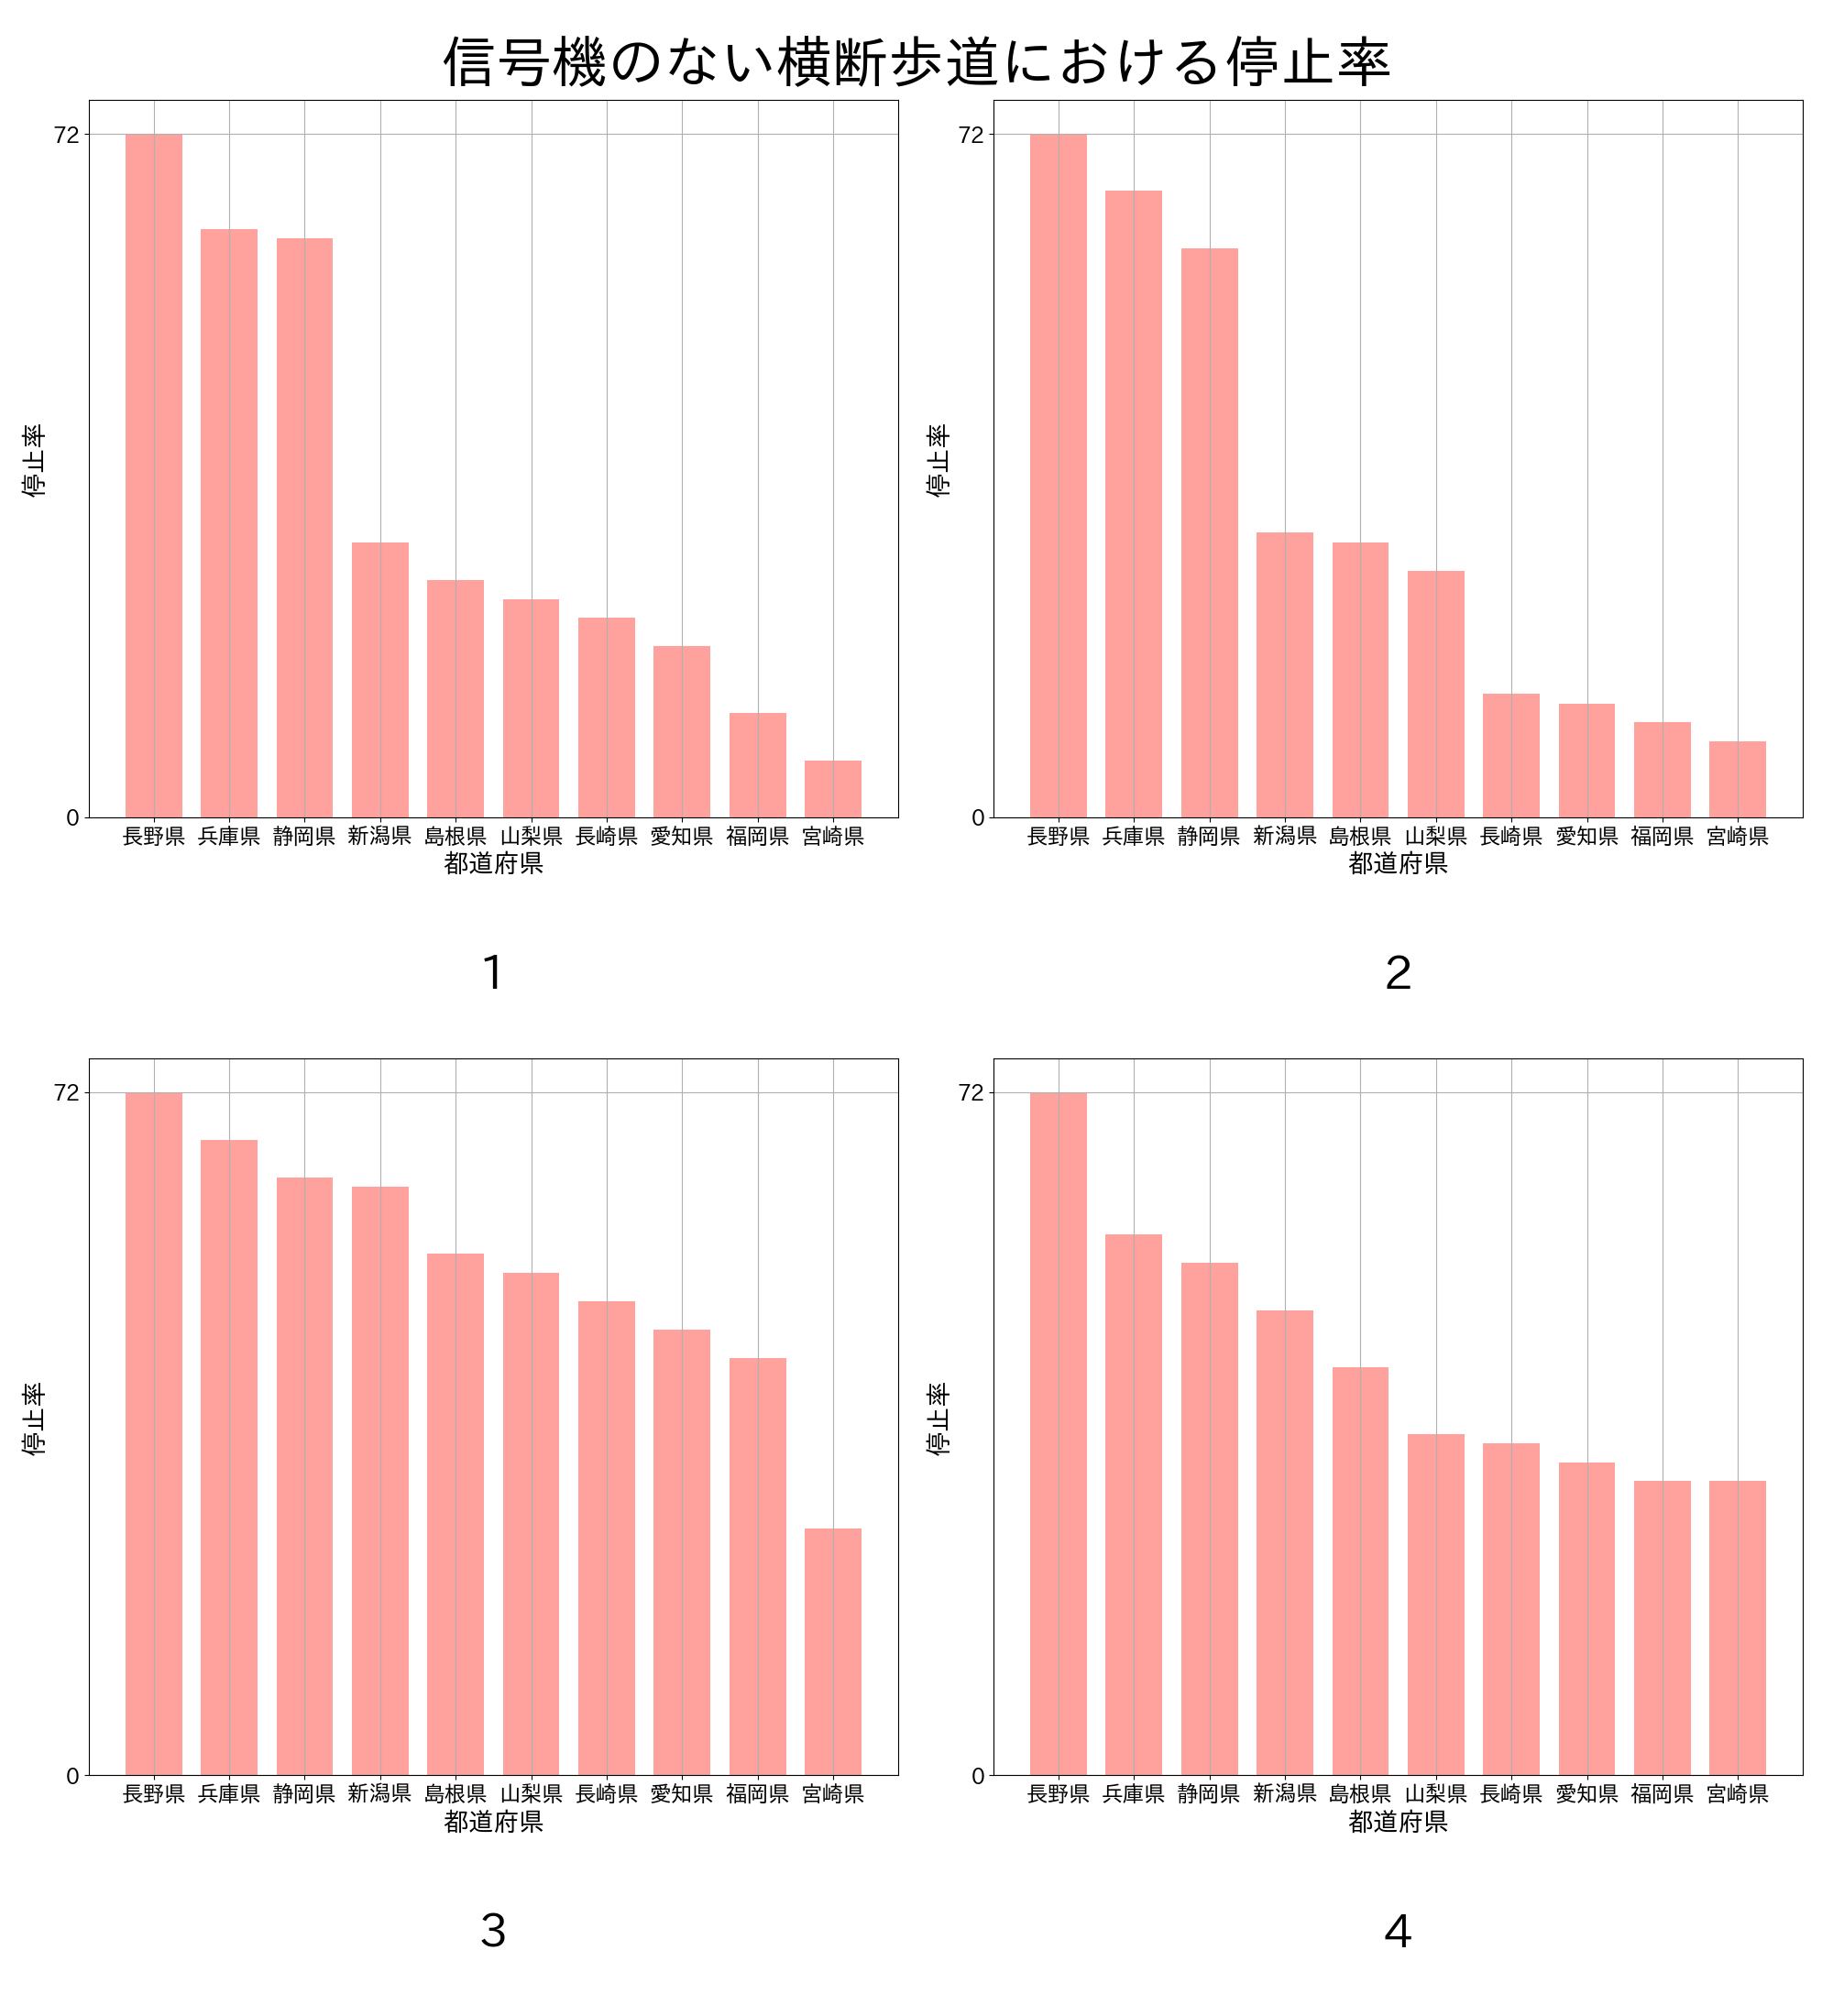 信号機のない横断歩道における停止率
72
0
停止率
長野県 兵庫県 静岡県 新潟県 島根県 山梨県 長崎県 愛知県 福岡県 宮崎県
都道府県
1
72
0
停止率
長野県 兵庫県 静岡県 新潟県 島根県 山梨県 長崎県 愛知県 福岡県 宮崎県
都道府県
2
72
0
停止率
長野県 兵庫県 静岡県 新潟県 島根県 山梨県 長崎県 愛知県 福岡県 宮崎県
都道府県
3
72
0
停止率
長野県 兵庫県 静岡県 新潟県 島根県 山梨県 長崎県 愛知県 福岡県 宮崎県
都道府県
4